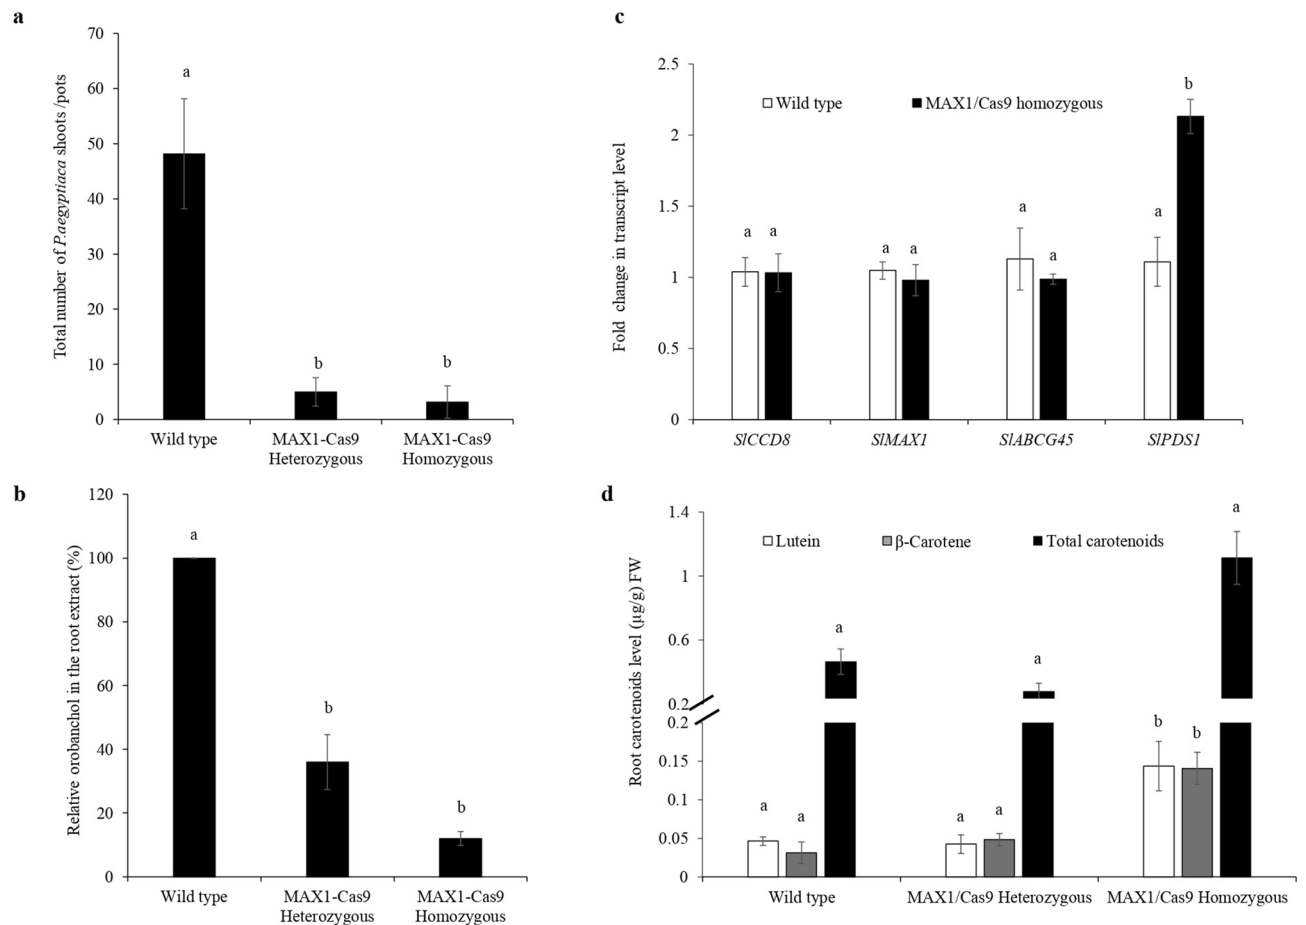 a
Total number of P.aegyptiaca shoots /pots
70
60
50
40
30
20
10
0
a
b
b
Wild type
MAX1-Cas9
Heterozygous
MAX1-Cas9
Homozygous
b
Relative orobanchol in the root extract (%)
120
100
80
60
40
20
0
a
b
b
Wild type
MAX1-Cas9
Heterozygous
MAX1-Cas9
Homozygous
c
Fold change in transcript level
2.5
2
1.5
1
0.5
0
Wild type
MAX1/Cas9 homozygous
a
a
a
a
a
a
a
b
SlCCD8
SlMAX1
SlABCG45
SlPDS1
d
Root carotenoids level (µg/g) FW
1.4
1
0.6
0.2
0.2
0.15
0.1
0.05
0
Lutein
β-Carotene
Total carotenoids
a
a
a
a
a
a
b
b
a
Wild type
MAX1/Cas9 Heterozygous
MAX1/Cas9 Homozygous